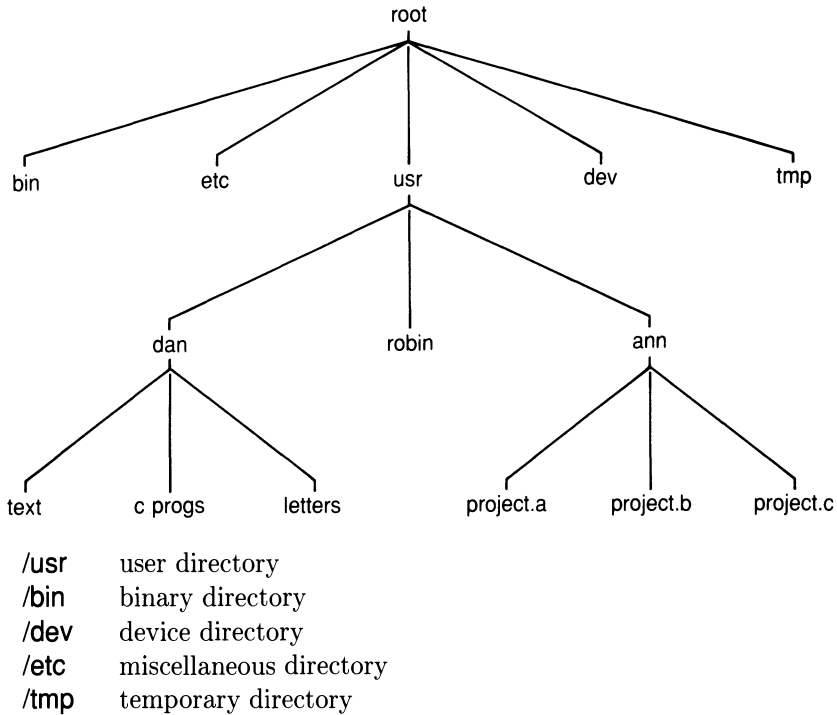 root
bin etc usr dev tmp
dan robin ann
text c progs letters project.a project.b project.c
/usr user directory
/bin binary directory
/dev device directory
/etc miscellaneous directory
/tmp temporary directory